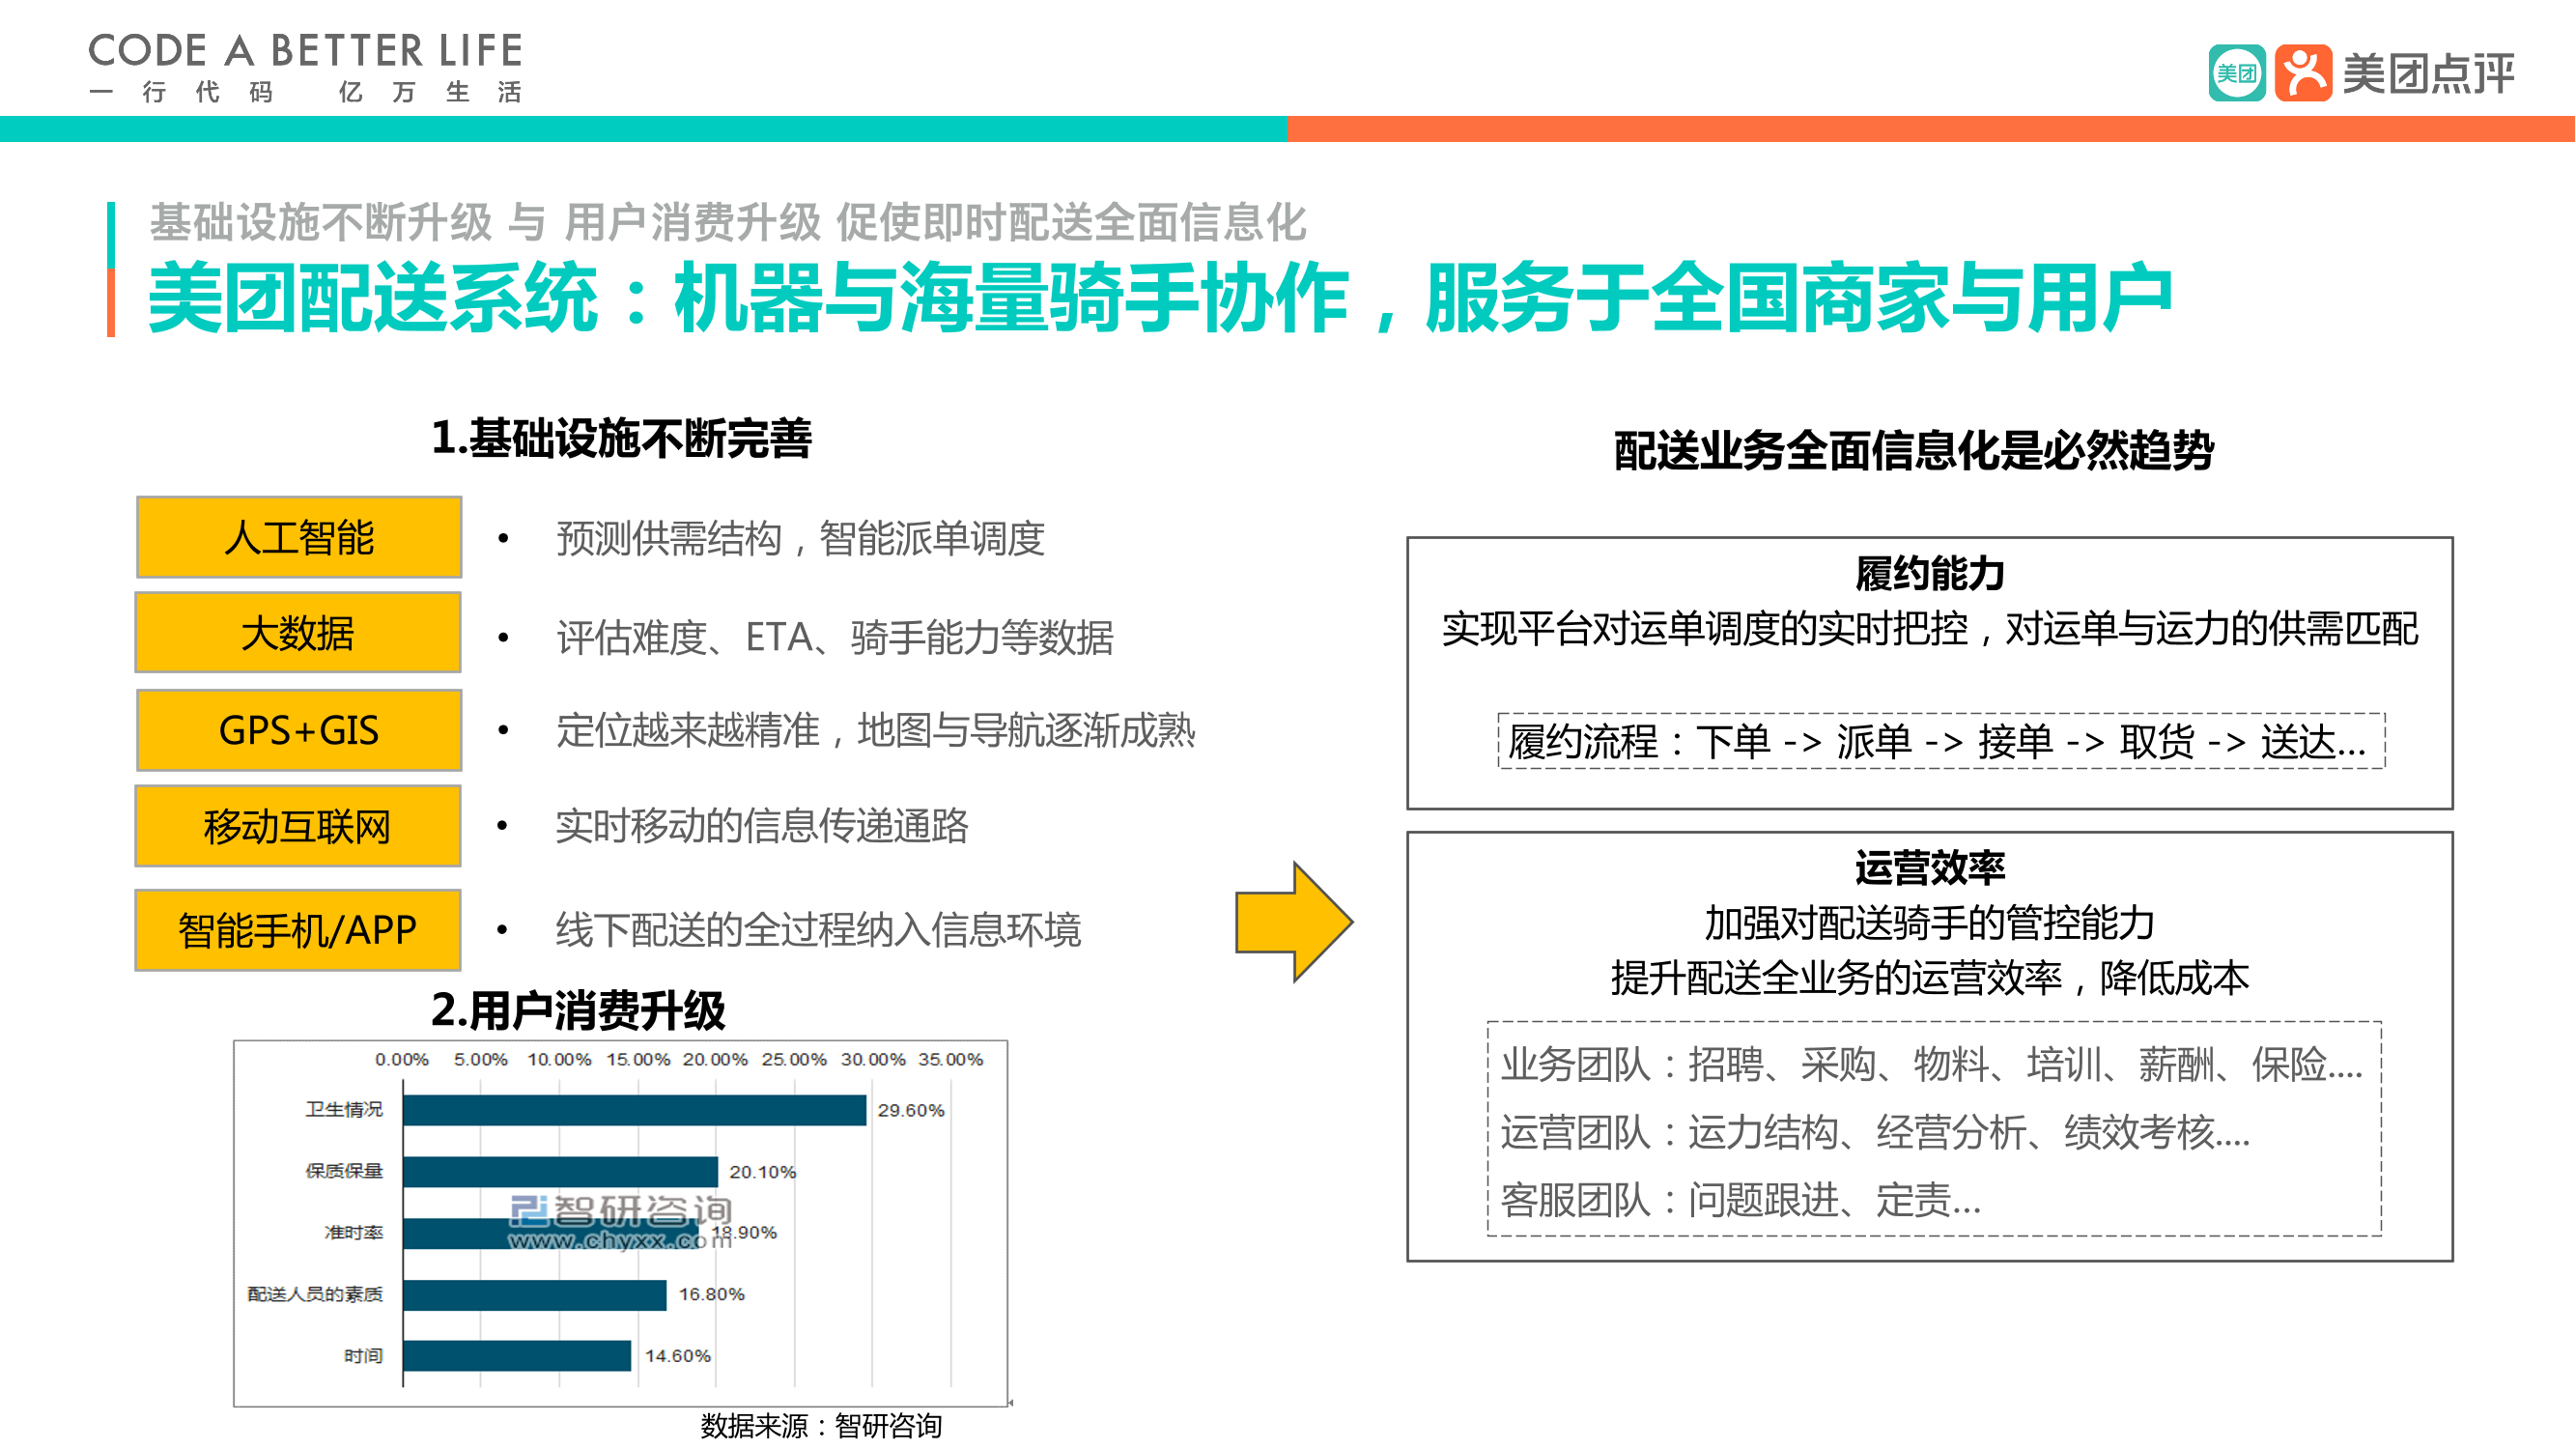 CODE A BETTER LIFE
一行代码 亿万生活
美团 美团点评
基础设施不断升级 与 用户消费升级 促使即时配送全面信息化
美团配送系统：机器与海量骑手协作，服务于全国商家与用户
1.基础设施不断完善
人工智能
• 预测供需结构，智能派单调度
大数据
• 评估难度、ETA、骑手能力等数据
GPS+GIS
• 定位越来越精准，地图与导航逐渐成熟
移动互联网
• 实时移动的信息传递通路
智能手机/APP
• 线下配送的全过程纳入信息环境
2.用户消费升级
0.00% 5.00% 10.00% 15.00% 20.00% 25.00% 30.00% 35.00%
卫生情况 29.60%
保质保量 20.10%
智研咨询
准时率 18.90%
www.chyxx.com
配送人员的素质 16.80%
时间 14.60%
数据来源：智研咨询
配送业务全面信息化是必然趋势
履约能力
实现平台对运单调度的实时把控，对运单与运力的供需匹配
履约流程：下单 -> 派单 -> 接单 -> 取货 -> 送达...
运营效率
加强对配送骑手的管控能力
提升配送全业务的运营效率，降低成本
业务团队：招聘、采购、物料、培训、薪酬、保险....
运营团队：运力结构、经营分析、绩效考核....
客服团队：问题跟进、定责...